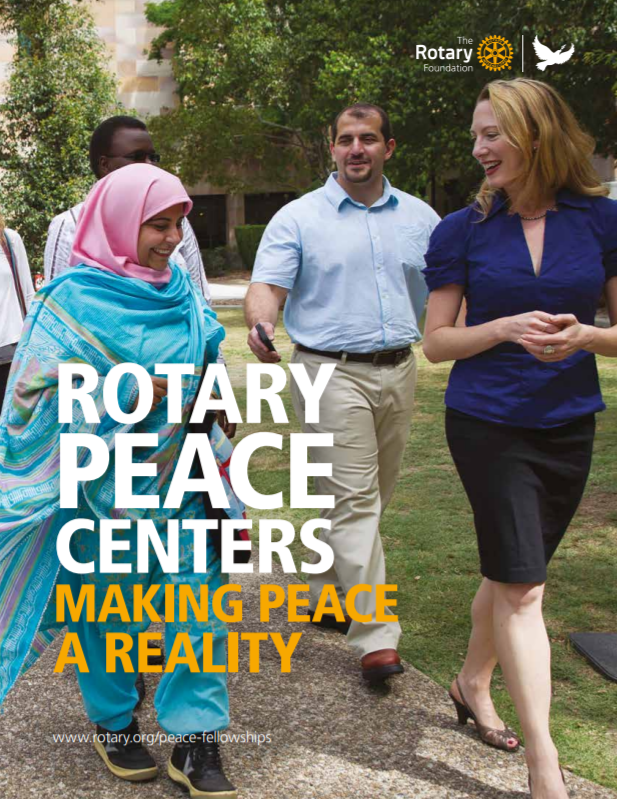 The
Rotary
Foundation
ROTARY
PEACE
CENTERS
MAKING PEACE
A REALITY
www.rotary.org/peace-fellowships